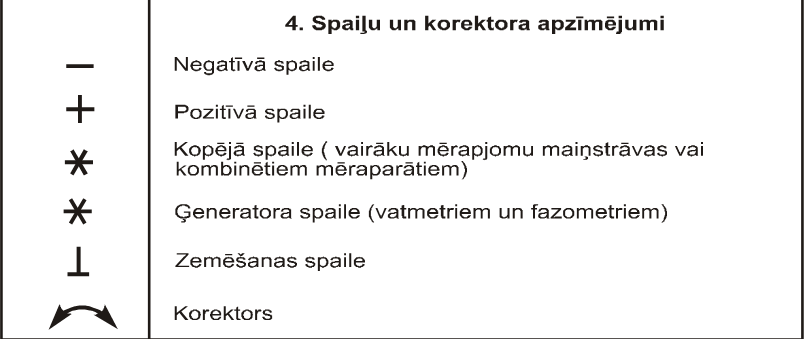 4. Spaiļu un korektora apzīmējumi
− Negatīvā spaile
+ Pozitīvā spaile
* Kopējā spaile ( vairāku mērapjomu maiņstrāvas vai
kombinētiem mēraparātiem)
* Ģeneratora spaile (vatmetriem un fazometriem)
⊥ Zemēšanas spaile
Korektors